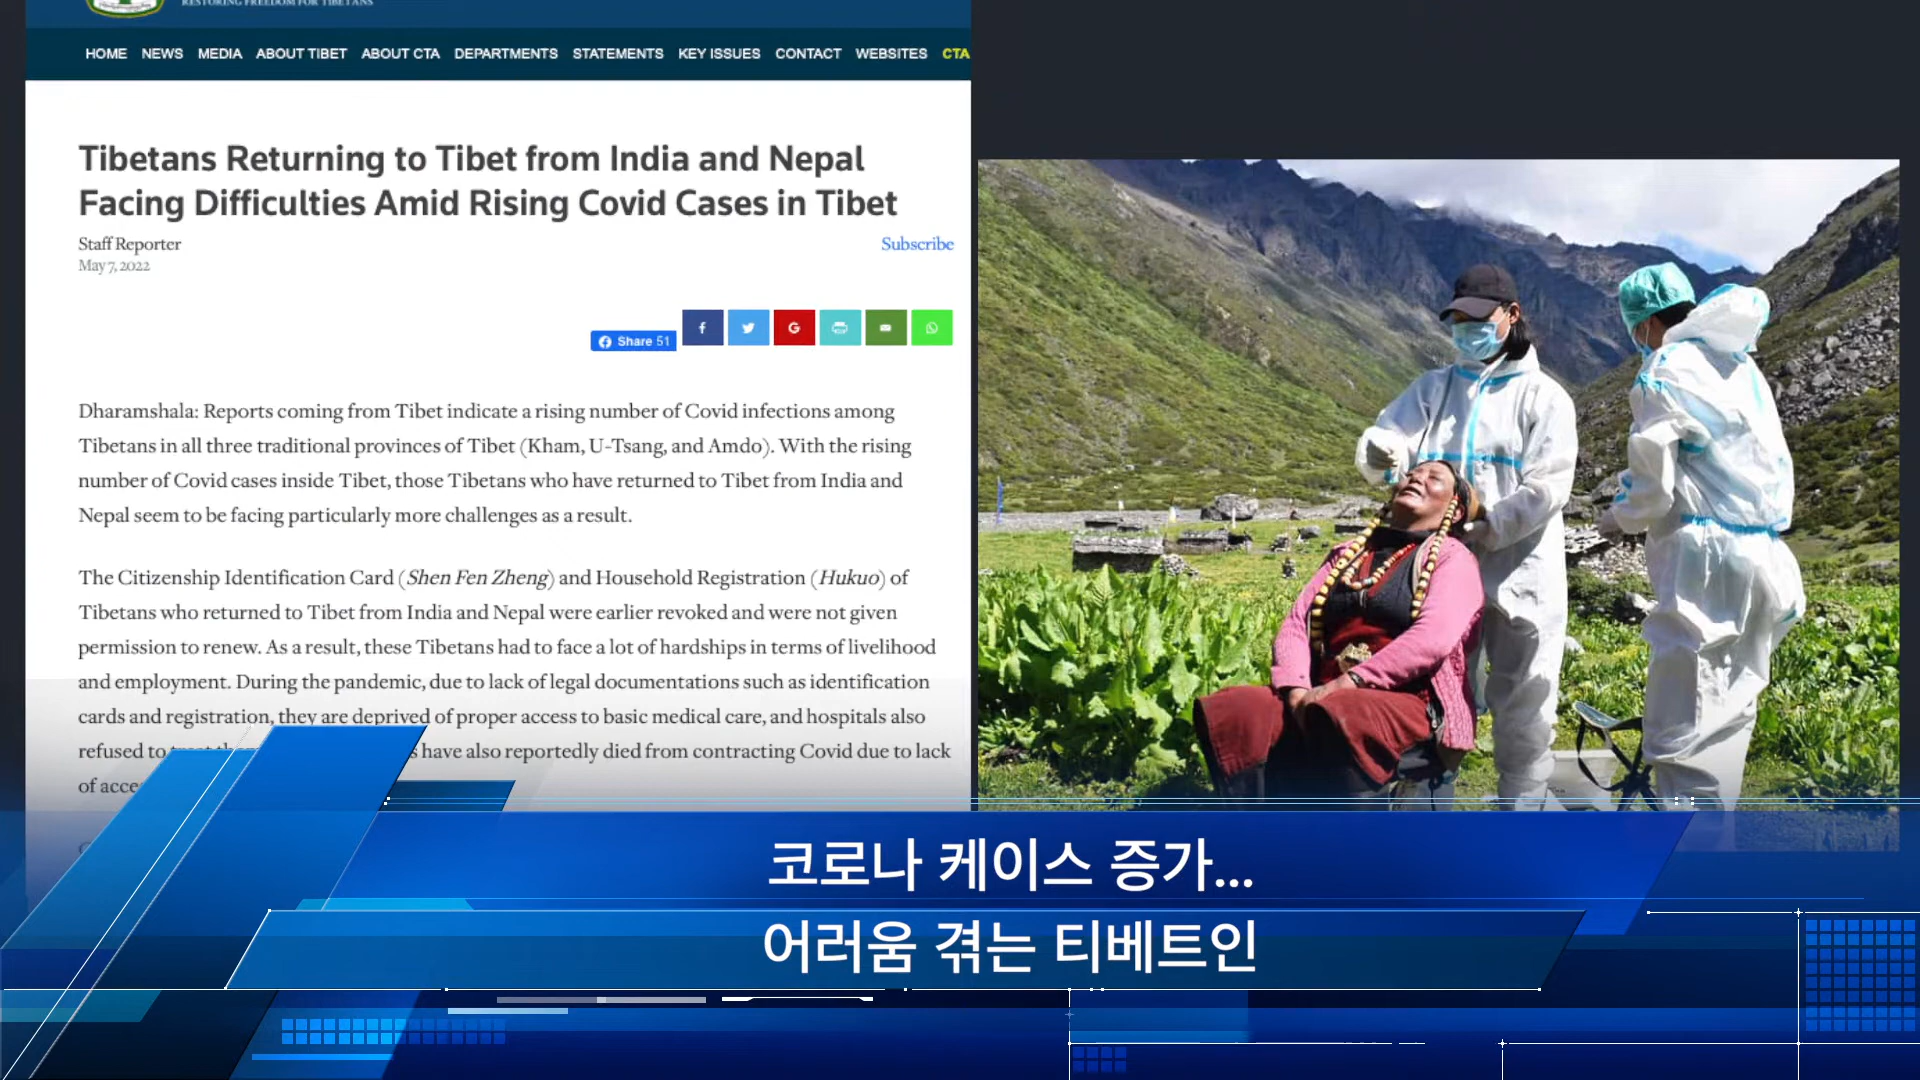 RESTORING FREEDOM FOR TIBETANS
HOME NEWS MEDIA ABOUT TIBET ABOUT CTA DEPARTMENTS STATEMENTS KEY ISSUES CONTACT WEBSITES CTA
Tibetans Returning to Tibet from India and Nepal
Facing Difficulties Amid Rising Covid Cases in Tibet
Staff Reporter
Subscribe
May 7, 2022
Share 51
Dharamshala: Reports coming from Tibet indicate a rising number of Covid infections among
Tibetans in all three traditional provinces of Tibet (Kham, U-Tsang, and Amdo). With the rising
number of Covid cases inside Tibet, those Tibetans who have returned to Tibet from India and
Nepal seem to be facing particularly more challenges as a result.
The Citizenship Identification Card (Shen Fen Zheng) and Household Registration (Hukuo) of
Tibetans who returned to Tibet from India and Nepal were earlier revoked and were not given
permission to renew. As a result, these Tibetans had to face a lot of hardships in terms of livelihood
and employment. During the pandemic, due to lack of legal documentations such as identification
cards and registration, they are deprived of proper access to basic medical care, and hospitals also
refused to have also reportedly died from contracting Covid due to lack
of
코로나 케이스 증가...
어러움 겪는 티베트인